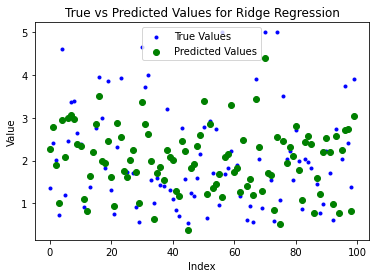 True vs Predicted Values for Ridge Regression
True Values
Predicted Values
Value
5
4
3
2
1
0
20
40
60
80
100
Index